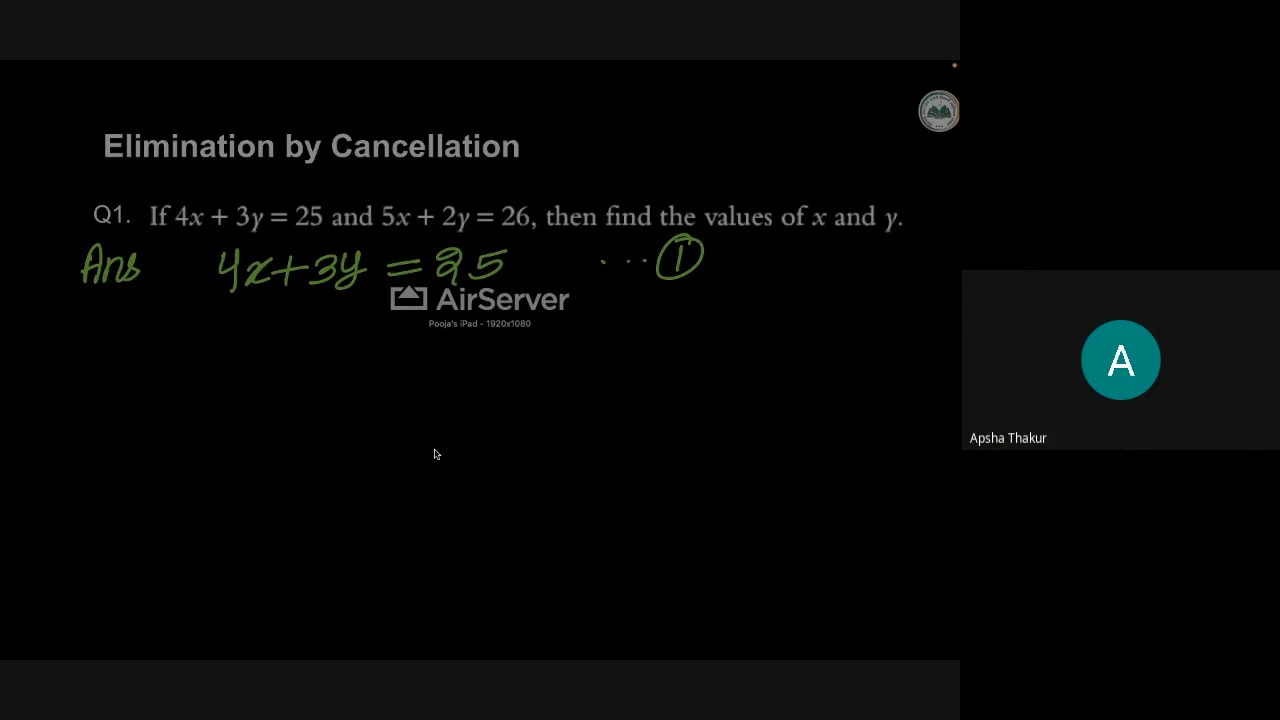 Elimination by Cancellation
Q1. If 4x + 3y = 25 and 5x + 2y = 26, then find the values of x and y.
Ans 4x+3y = 25 ... ①
AirServer
Pooja's iPad - 1920x1080
A
Apsha Thakur